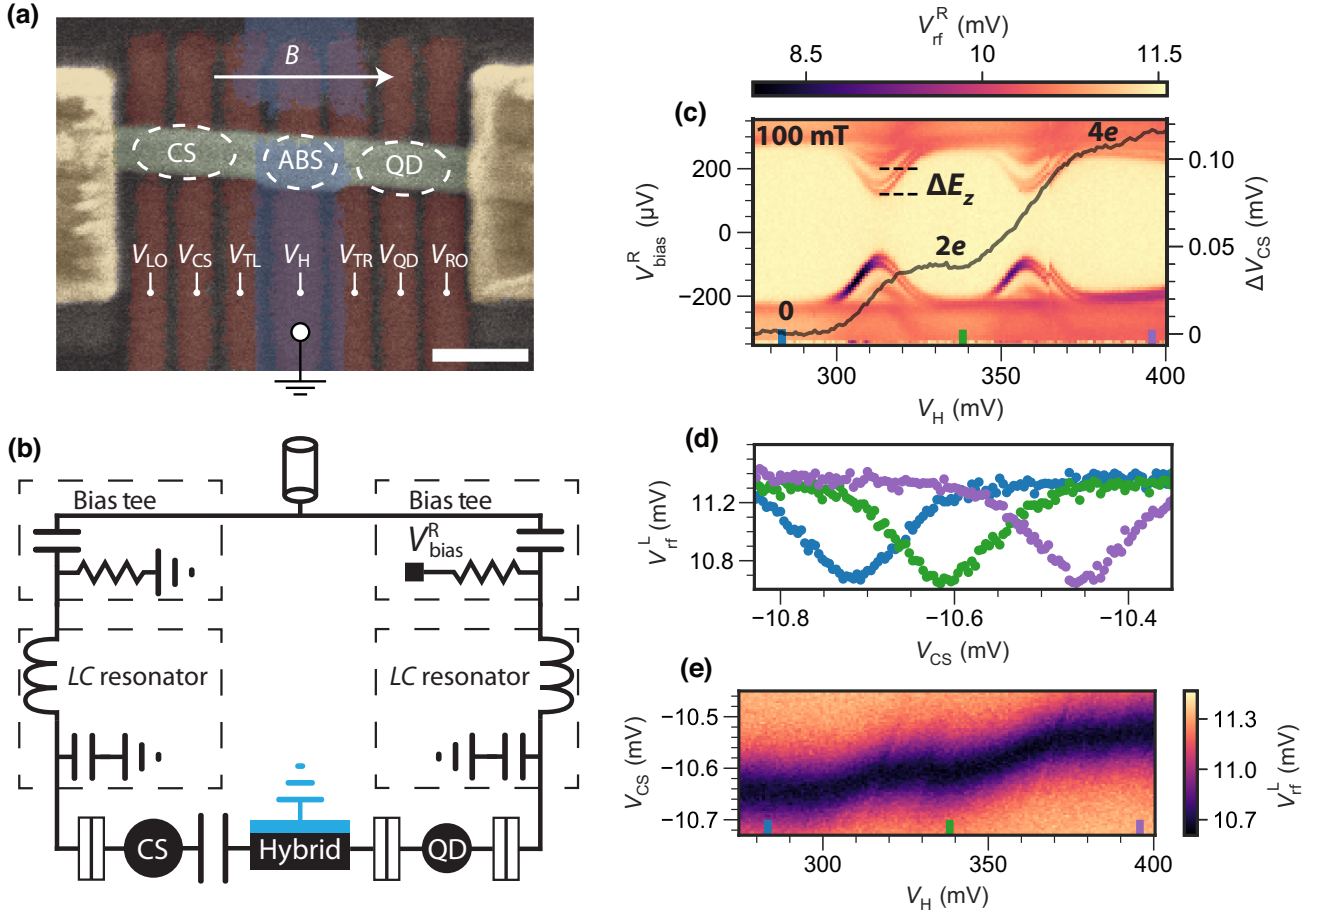 (a)
B
CS
ABS
QD
V_LO V_CS V_TL V_H V_TR V_QD V_RO
(b)
Bias tee
Bias tee
V^R_bias
LC resonator
LC resonator
CS
Hybrid
QD
V^R_rf (mV)
8.5 10 11.5
(c)
100 mT
4e
ΔE_z
2e
0
200
0
−200
V^R_bias (µV)
0.10
0.05
0
ΔV_CS (mV)
300 350 400
V_H (mV)
(d)
11.2
10.8
V^L_rf (mV)
−10.8 −10.6 −10.4
V_CS (mV)
(e)
−10.5
−10.6
−10.7
V_CS (mV)
300 350 400
V_H (mV)
11.3
11.0
10.7
V^L_rf (mV)